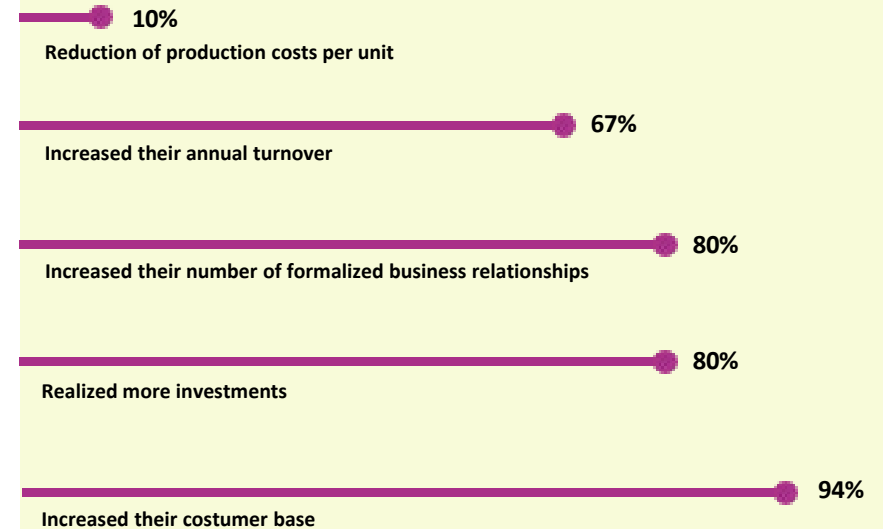 10%
Reduction of production costs per unit
67%
Increased their annual turnover
80%
Increased their number of formalized business relationships
80%
Realized more investments
94%
Increased their costumer base